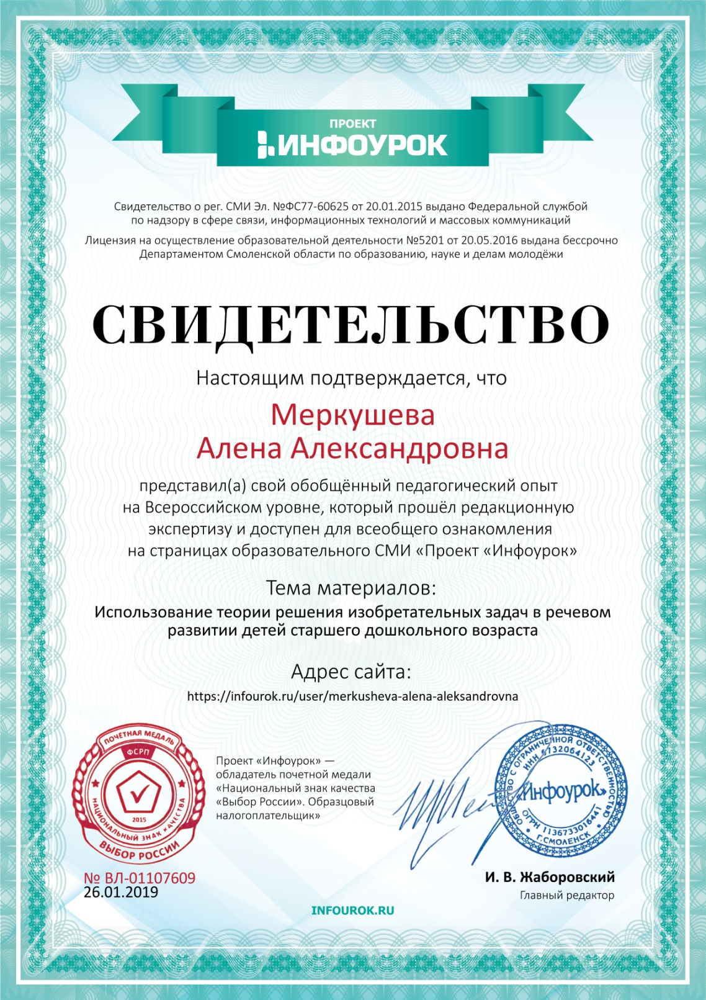 ПРОЕКТ
ИНФОУРОК
Свидетельство о рег. СМИ Эл. №ФС77-60625 от 20.01.2015 выдано Федеральной службой
по надзору в сфере связи, информационных технологий и массовых коммуникаций
Лицензия на осуществление образовательной деятельности №5201 от 20.05.2016 выдана бессрочно
Департаментом Смоленской области по образованию, науке и делам молодёжи
СВИДЕТЕЛЬСТВО
Настоящим подтверждается, что
Меркушева
Алена Александровна
представил(а) свой обобщённый педагогический опыт
на Всероссийском уровне, который прошёл редакционную
экспертизу и доступен для всеобщего ознакомления
на страницах образовательного СМИ «Проект «Инфоурок»
Тема материалов:
Использование теории решения изобретательных задач в речевом
развитии детей старшего дошкольного возраста
Адрес сайта:
https://infourok.ru/user/merkusheva-alena-aleksandrovna
ПОЧЁТНАЯ МЕДАЛЬ
ФСРП
2015
НАЦИОНАЛЬНЫЙ ЗНАК КАЧЕСТВА
ВЫБОР РОССИИ
Проект «Инфоурок» —
обладатель почетной медали
«Национальный знак качества
«Выбор России». Образцовый
налогоплательщик»
С ОГРАНИЧЕННОЙ ОТВЕТСТВЕННОСТЬЮ
ИНН 6732064123
«Инфоурок»
ОГРН 1136733016441
Г.СМОЛЕНСК
№ ВЛ-01107609
26.01.2019
И. В. Жаборовский
Главный редактор
INFOUROK.RU